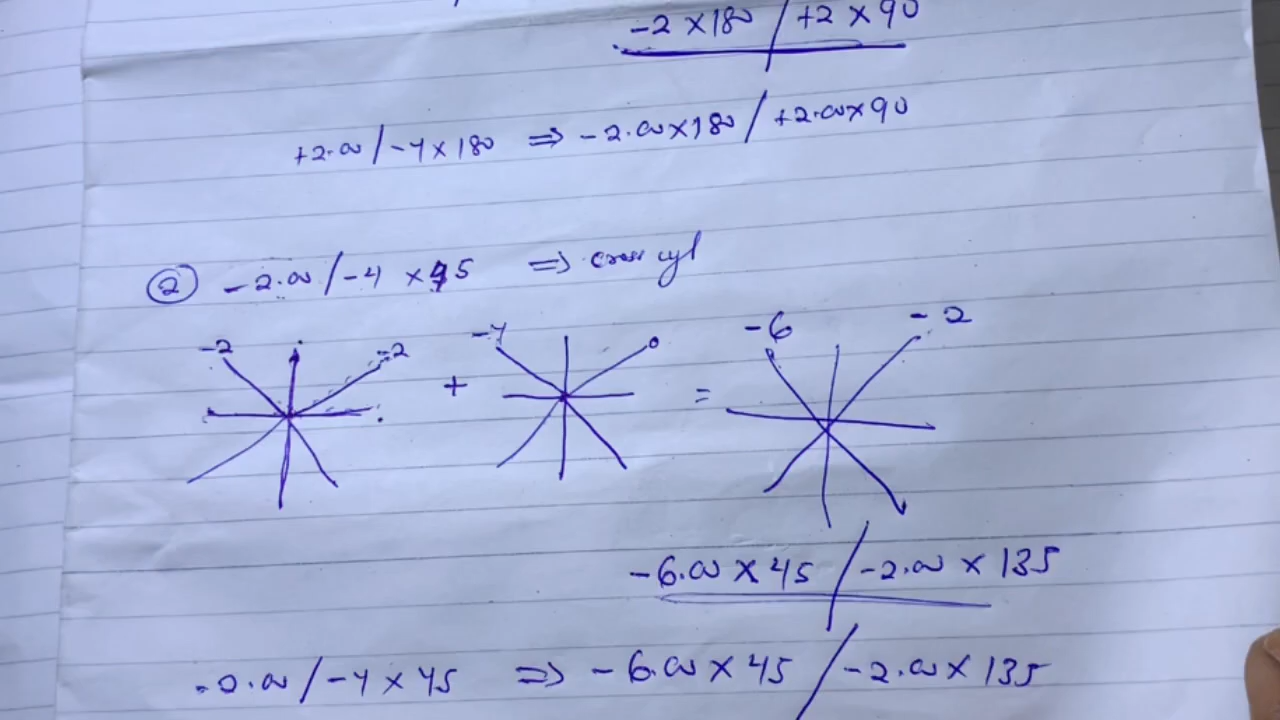 -2 ×180 / +2 × 90
+2.00 / -4 × 180 ⇒ -2.00×180 / +2.00×90
② -2.00 / -4 ×45 ⇒ cross cyl
-2 -2 + -4 0 = -6 -2
-6.00 × 45 / -2.00 × 135
-2.00 / -4 × 45 ⇒ -6.00 × 45 / -2.00 × 135